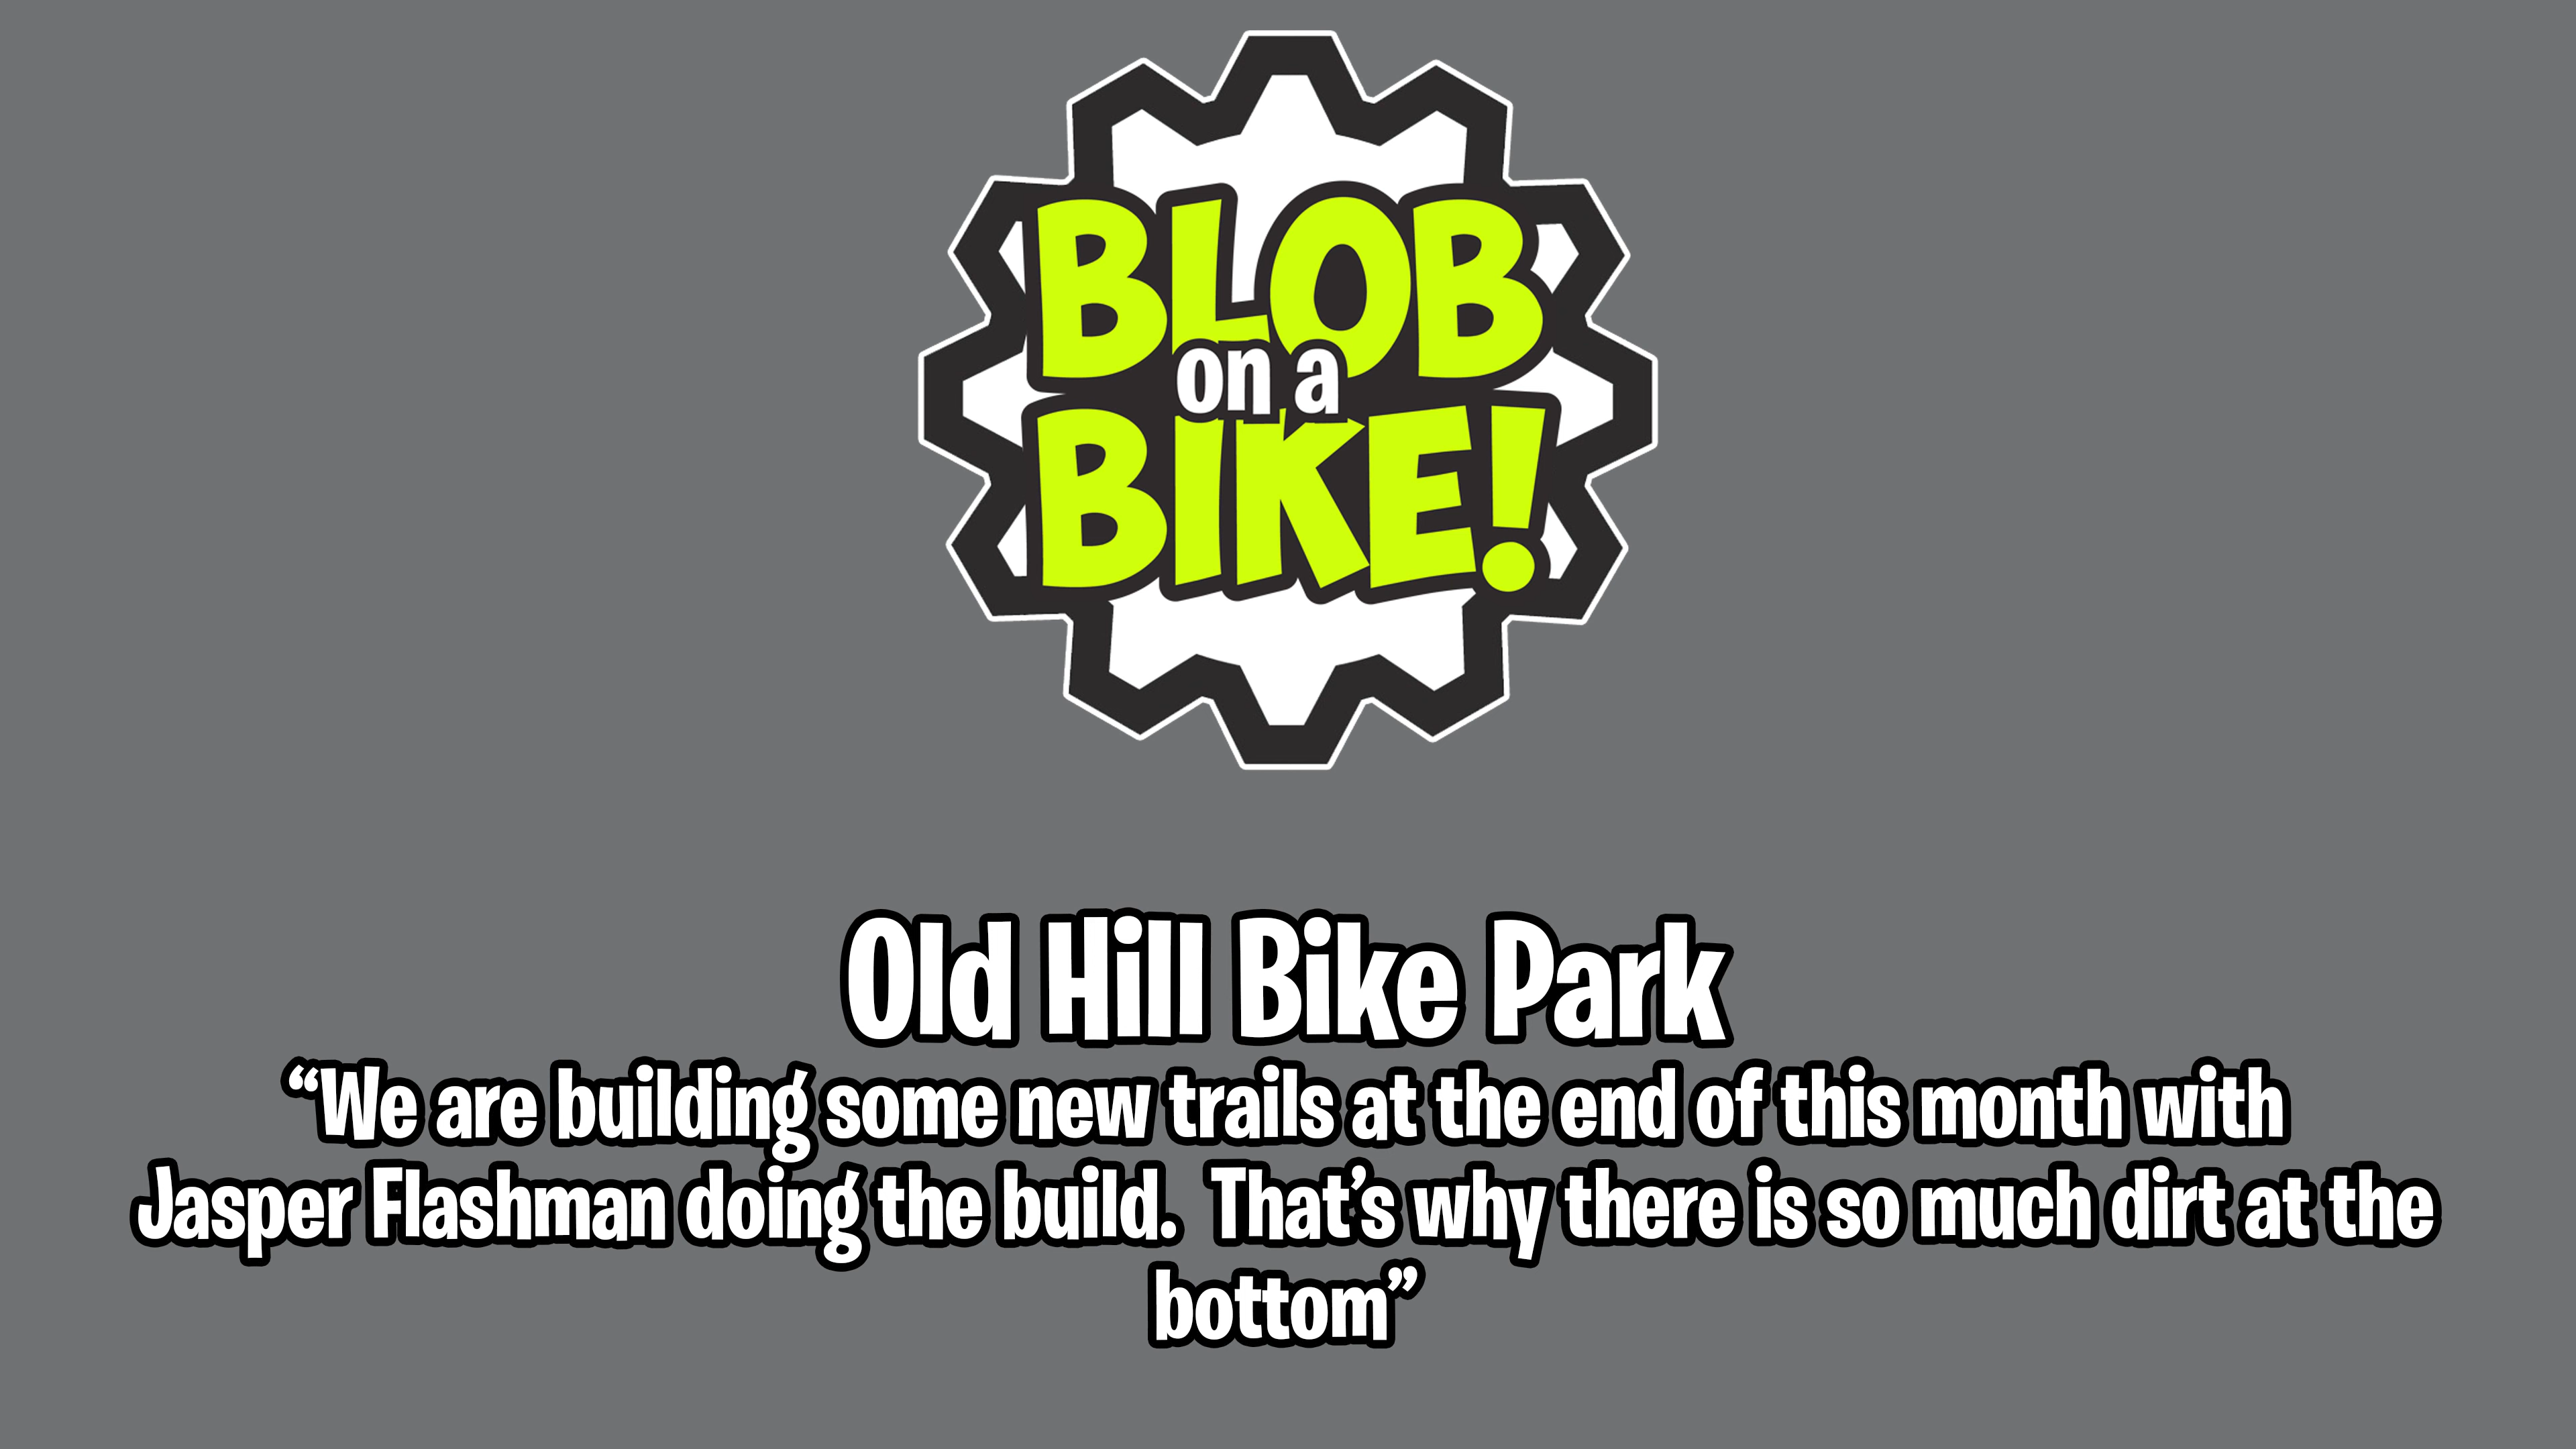 BLOB
on a
BIKE!
Old Hill Bike Park
“We are building some new trails at the end of this month with
Jasper Flashman doing the build.  That’s why there is so much dirt at the
bottom”